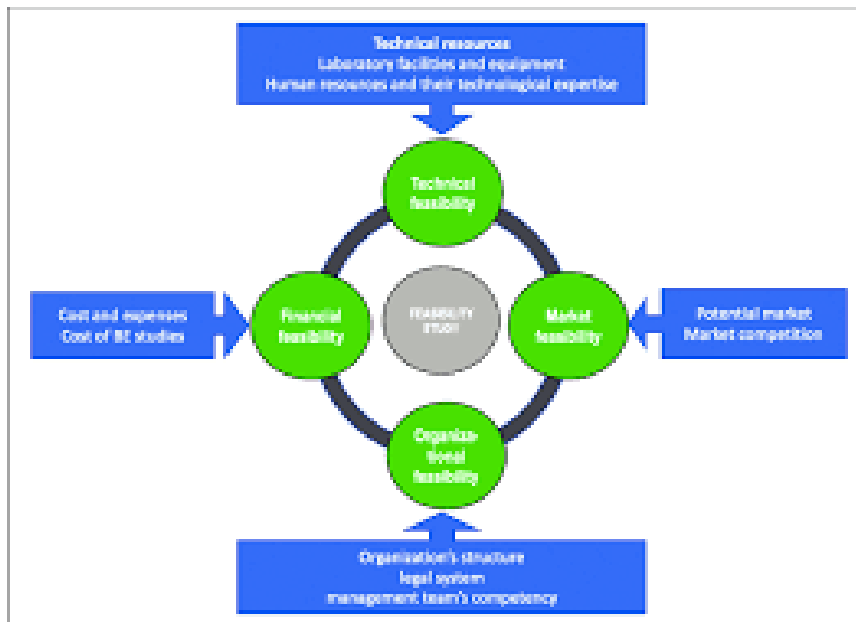 Technical resources
Laboratory facilities and equipment
Human resources and their technological expertise
Technical
feasibility
Cost and expenses
Cost of BE studies
Financial
feasibility
FEASIBILITY
STUDY
Market
feasibility
Potential market
Market competition
Organiza-
tional
feasibility
Organization's structure
legal system
management team's competency